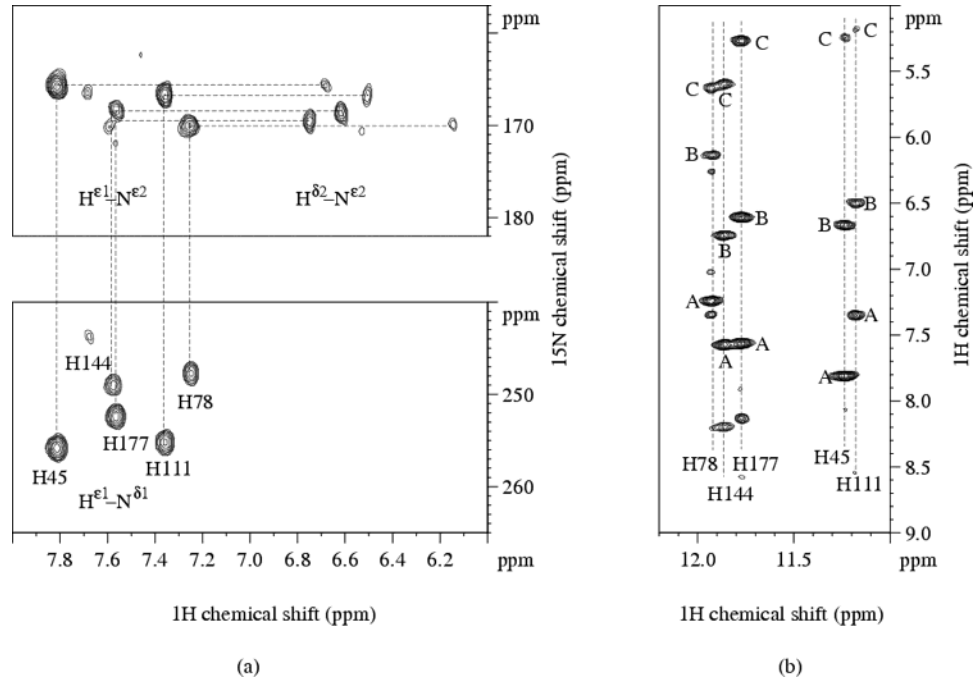 ppm
170
180
Hε1–Nε2
Hδ2–Nε2
ppm
250
260
H144
H78
H177
H45
H111
Hε1–Nδ1
7.8 7.6 7.4 7.2 7.0 6.8 6.6 6.4 6.2 ppm
1H chemical shift (ppm)
15N chemical shift (ppm)
(a)
ppm
5.5
6.0
6.5
7.0
7.5
8.0
8.5
9.0
C
C
C
C
C
B
B
B
B
B
A
A
A
A
A
H78
H177
H144
H45
H111
12.0 11.5 ppm
1H chemical shift (ppm)
1H chemical shift (ppm)
(b)